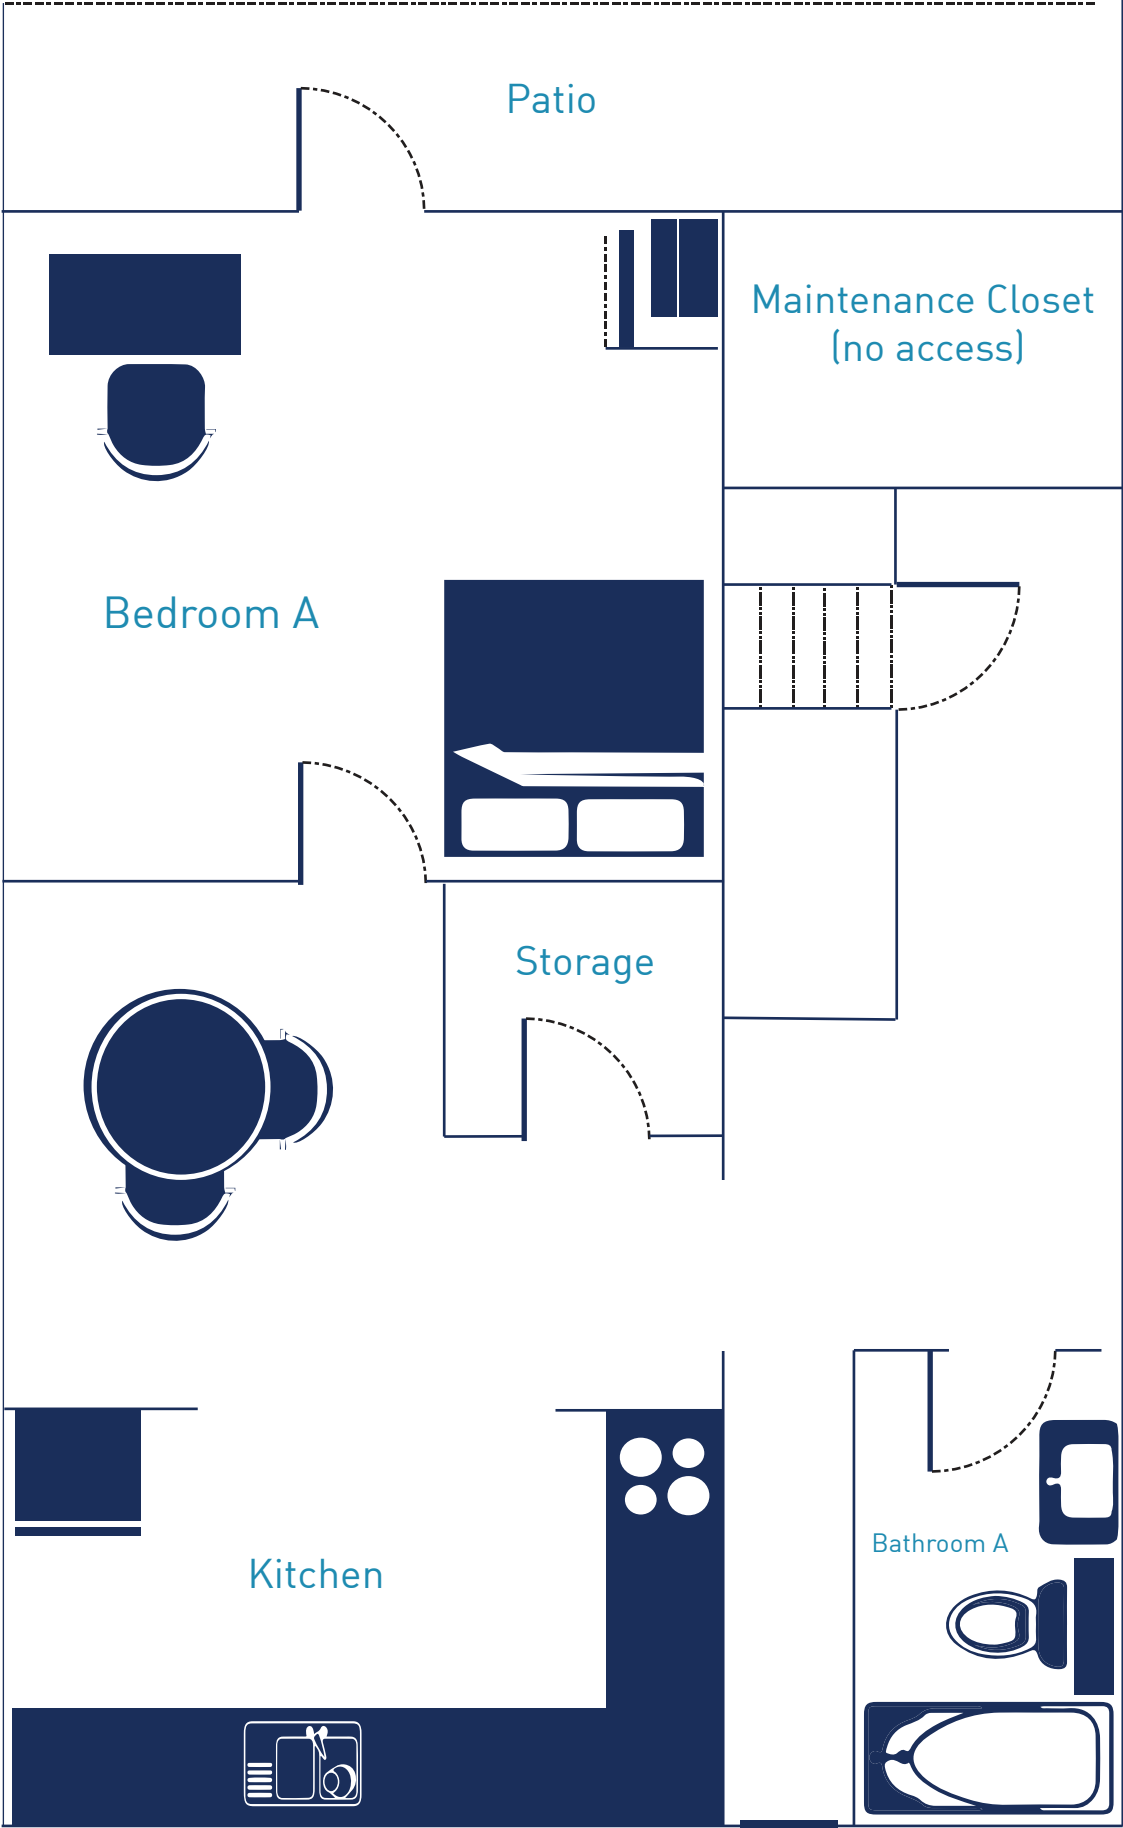 Patio
Maintenance Closet
(no access)
Bedroom A
Storage
Bathroom A
Kitchen